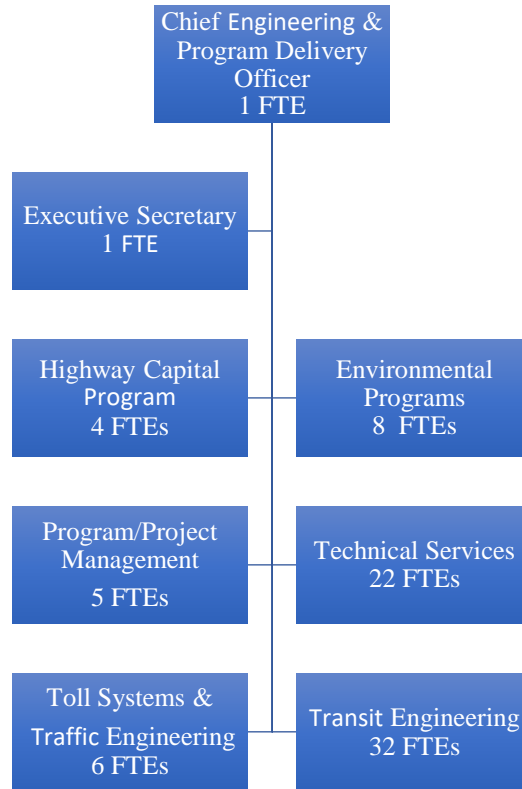 Chief Engineering &
Program Delivery
Officer
1 FTE
Executive Secretary
1 FTE
Highway Capital
Program
4 FTEs
Environmental
Programs
8 FTEs
Program/Project
Management
5 FTEs
Technical Services
22 FTEs
Toll Systems &
Traffic Engineering
6 FTEs
Transit Engineering
32 FTEs